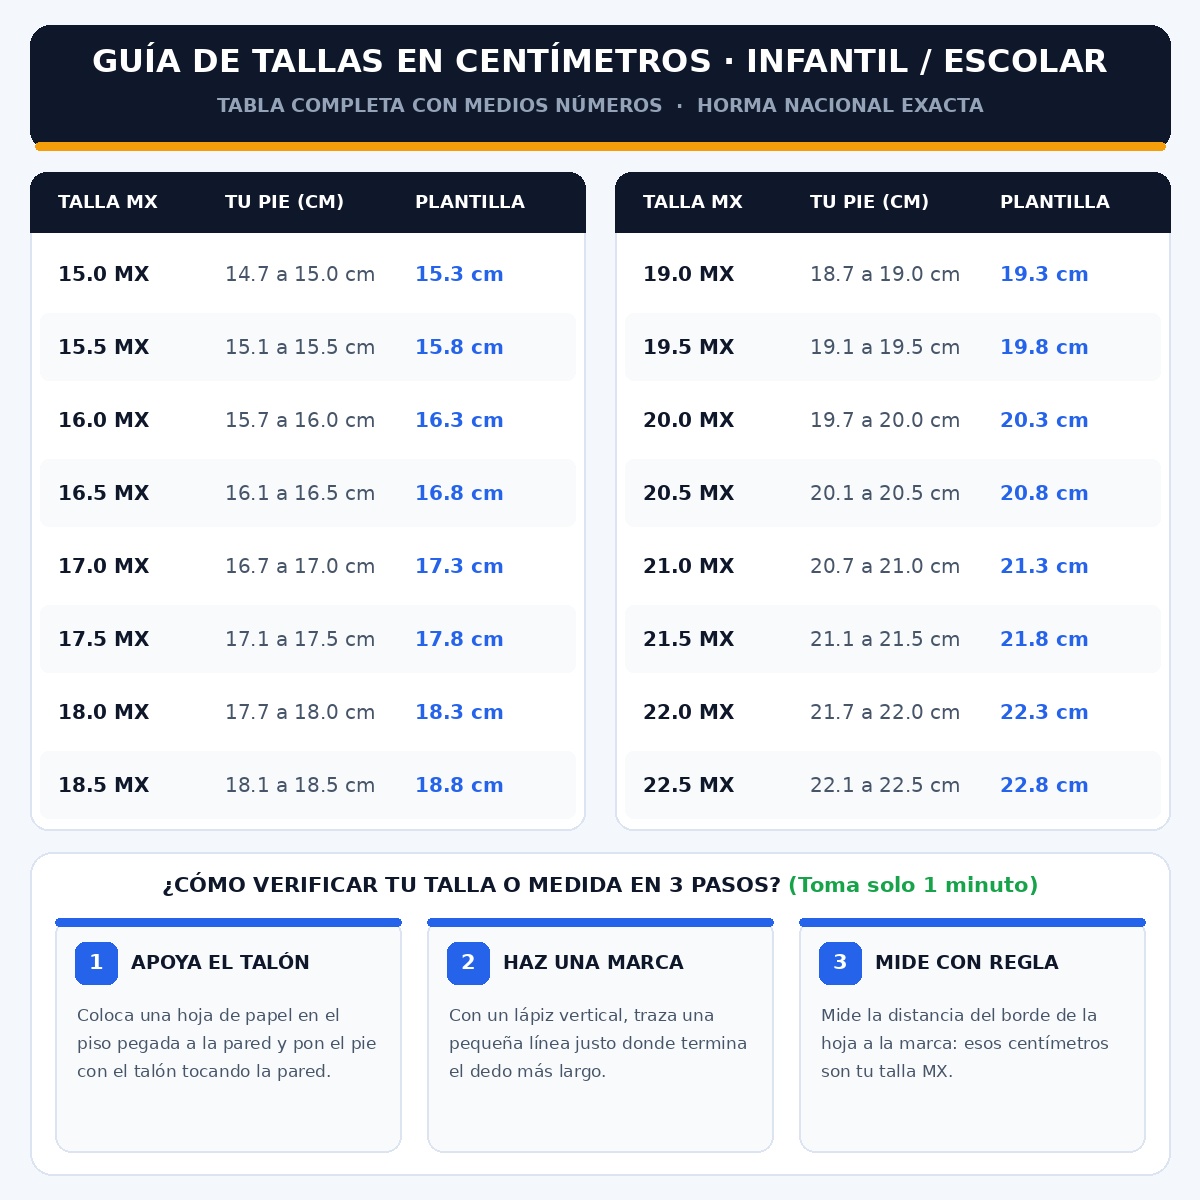 GUÍA DE TALLAS EN CENTÍMETROS · INFANTIL / ESCOLAR
TABLA COMPLETA CON MEDIOS NÚMEROS · HORMA NACIONAL EXACTA
TALLA MX TU PIE (CM) PLANTILLA
15.0 MX 14.7 a 15.0 cm 15.3 cm
15.5 MX 15.1 a 15.5 cm 15.8 cm
16.0 MX 15.7 a 16.0 cm 16.3 cm
16.5 MX 16.1 a 16.5 cm 16.8 cm
17.0 MX 16.7 a 17.0 cm 17.3 cm
17.5 MX 17.1 a 17.5 cm 17.8 cm
18.0 MX 17.7 a 18.0 cm 18.3 cm
18.5 MX 18.1 a 18.5 cm 18.8 cm
TALLA MX TU PIE (CM) PLANTILLA
19.0 MX 18.7 a 19.0 cm 19.3 cm
19.5 MX 19.1 a 19.5 cm 19.8 cm
20.0 MX 19.7 a 20.0 cm 20.3 cm
20.5 MX 20.1 a 20.5 cm 20.8 cm
21.0 MX 20.7 a 21.0 cm 21.3 cm
21.5 MX 21.1 a 21.5 cm 21.8 cm
22.0 MX 21.7 a 22.0 cm 22.3 cm
22.5 MX 22.1 a 22.5 cm 22.8 cm
¿CÓMO VERIFICAR TU TALLA O MEDIDA EN 3 PASOS? (Toma solo 1 minuto)
1 APOYA EL TALÓN
Coloca una hoja de papel en el
piso pegada a la pared y pon el pie
con el talón tocando la pared.
2 HAZ UNA MARCA
Con un lápiz vertical, traza una
pequeña línea justo donde termina
el dedo más largo.
3 MIDE CON REGLA
Mide la distancia del borde de la
hoja a la marca: esos centímetros
son tu talla MX.